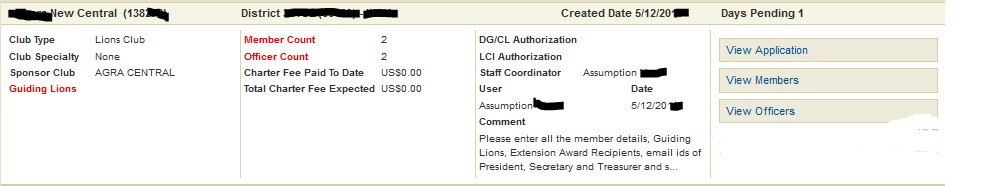 New Central (138
District
Created Date 5/12/201
Days Pending 1
Club Type Lions Club
Club Specialty None
Sponsor Club AGRA CENTRAL
Guiding Lions
Member Count 2
Officer Count 2
Charter Fee Paid To Date US$0.00
Total Charter Fee Expected US$0.00
DG/CL Authorization
LCI Authorization
Staff Coordinator Assumption
User Date
Assumption 5/12/20
Comment
Please enter all the member details, Guiding
Lions, Extension Award Recipients, email ids of
President, Secretary and Treasurer and s...
View Application
View Members
View Officers